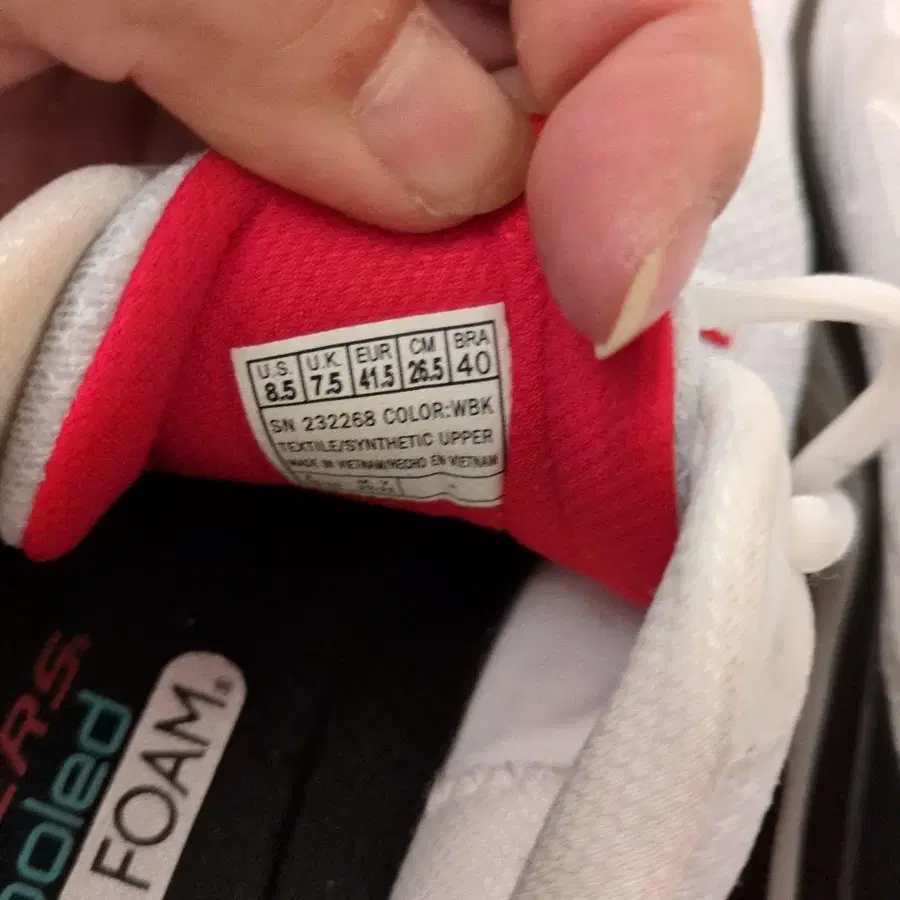 U.S. U.K. EUR CM BRA
8.5 7.5 41.5 26.5 40
SN 232268 COLOR:WBK
TEXTILE/SYNTHETIC UPPER
MADE IN VIETNAM/HECHO EN VIETNAM
ooled
FOAM